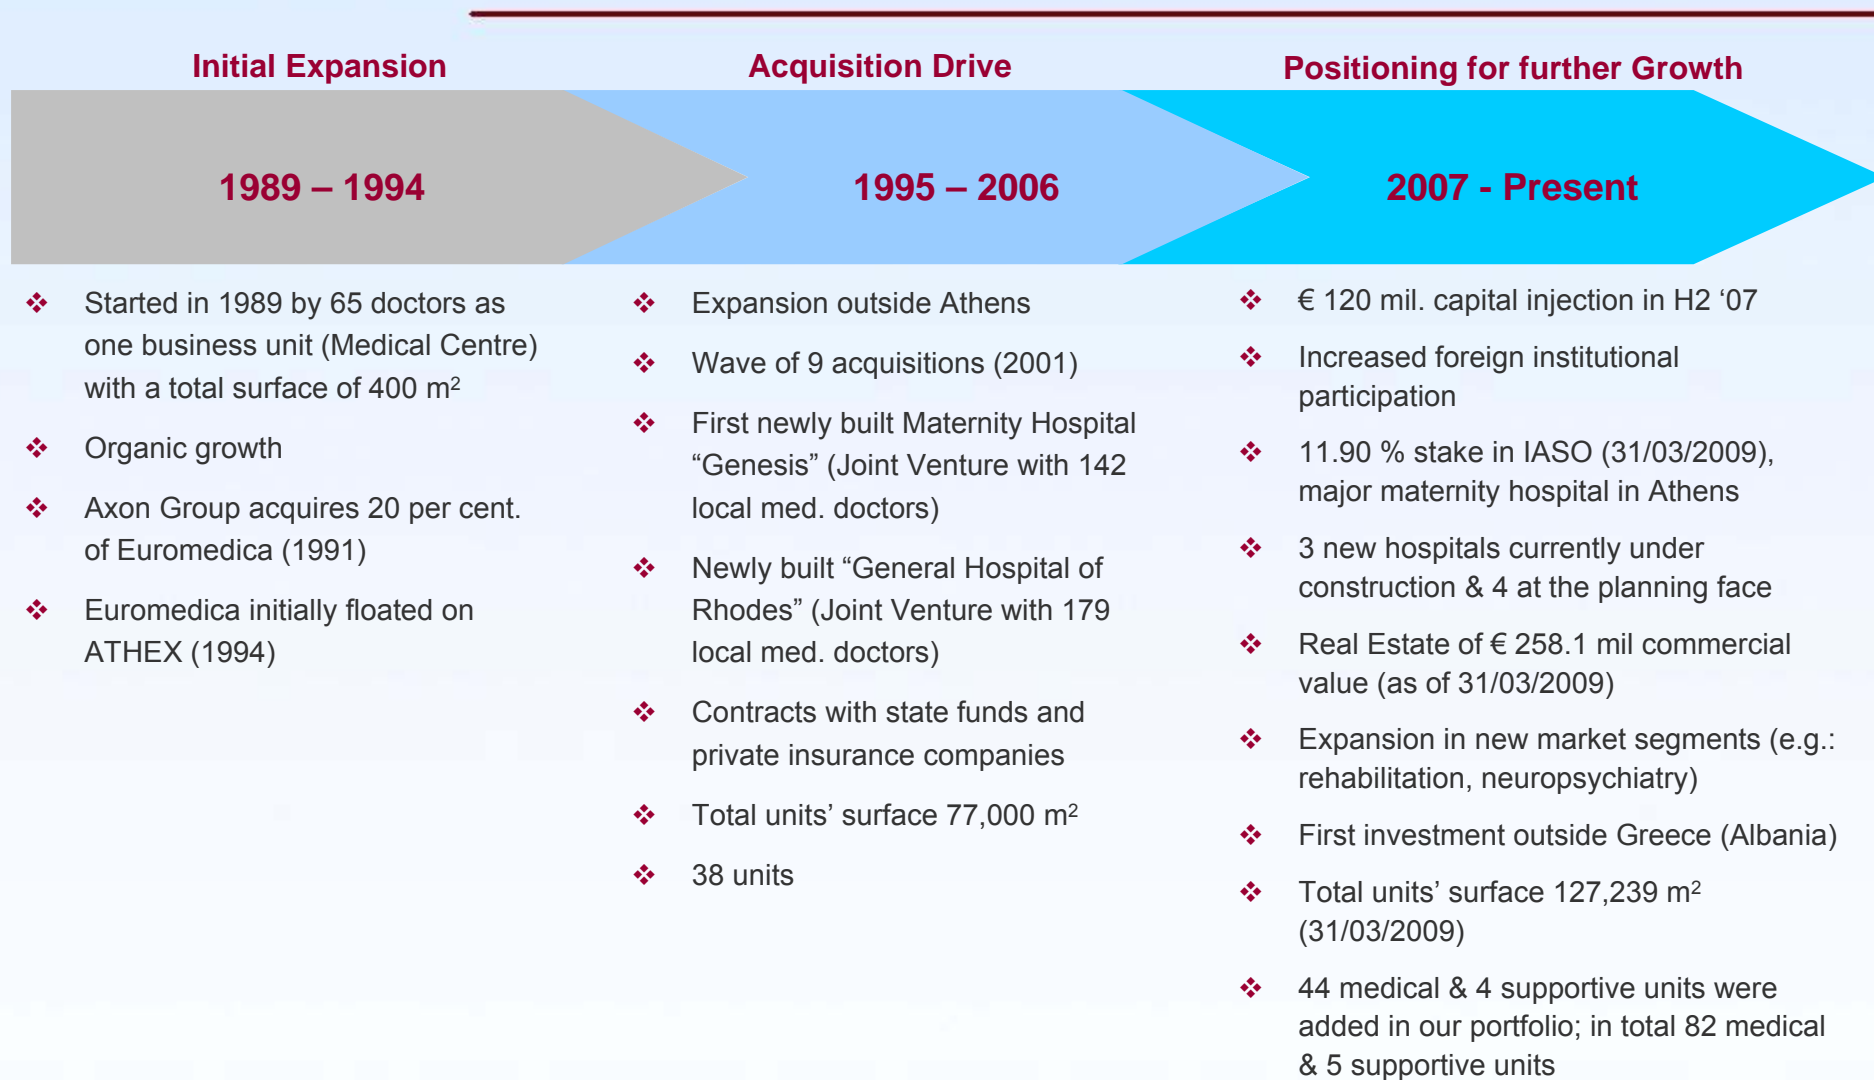 Initial Expansion
1989 – 1994
❖ Started in 1989 by 65 doctors as
one business unit (Medical Centre)
with a total surface of 400 m²
❖ Organic growth
❖ Axon Group acquires 20 per cent.
of Euromedica (1991)
❖ Euromedica initially floated on
ATHEX (1994)
Acquisition Drive
1995 – 2006
❖ Expansion outside Athens
❖ Wave of 9 acquisitions (2001)
❖ First newly built Maternity Hospital
“Genesis” (Joint Venture with 142
local med. doctors)
❖ Newly built “General Hospital of
Rhodes” (Joint Venture with 179
local med. doctors)
❖ Contracts with state funds and
private insurance companies
❖ Total units’ surface 77,000 m²
❖ 38 units
Positioning for further Growth
2007 - Present
❖ € 120 mil. capital injection in H2 ‘07
❖ Increased foreign institutional
participation
❖ 11.90 % stake in IASO (31/03/2009),
major maternity hospital in Athens
❖ 3 new hospitals currently under
construction & 4 at the planning face
❖ Real Estate of € 258.1 mil commercial
value (as of 31/03/2009)
❖ Expansion in new market segments (e.g.:
rehabilitation, neuropsychiatry)
❖ First investment outside Greece (Albania)
❖ Total units’ surface 127,239 m²
(31/03/2009)
❖ 44 medical & 4 supportive units were
added in our portfolio; in total 82 medical
& 5 supportive units